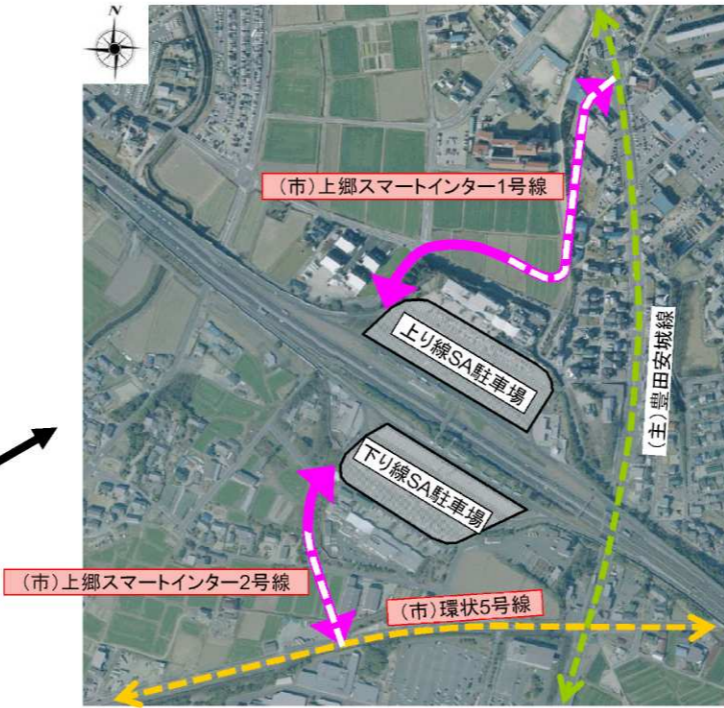 N
(市)上郷スマートインター1号線
上り線SA駐車場
(主)豊田安城線
下り線SA駐車場
(市)上郷スマートインター2号線
(市)環状5号線